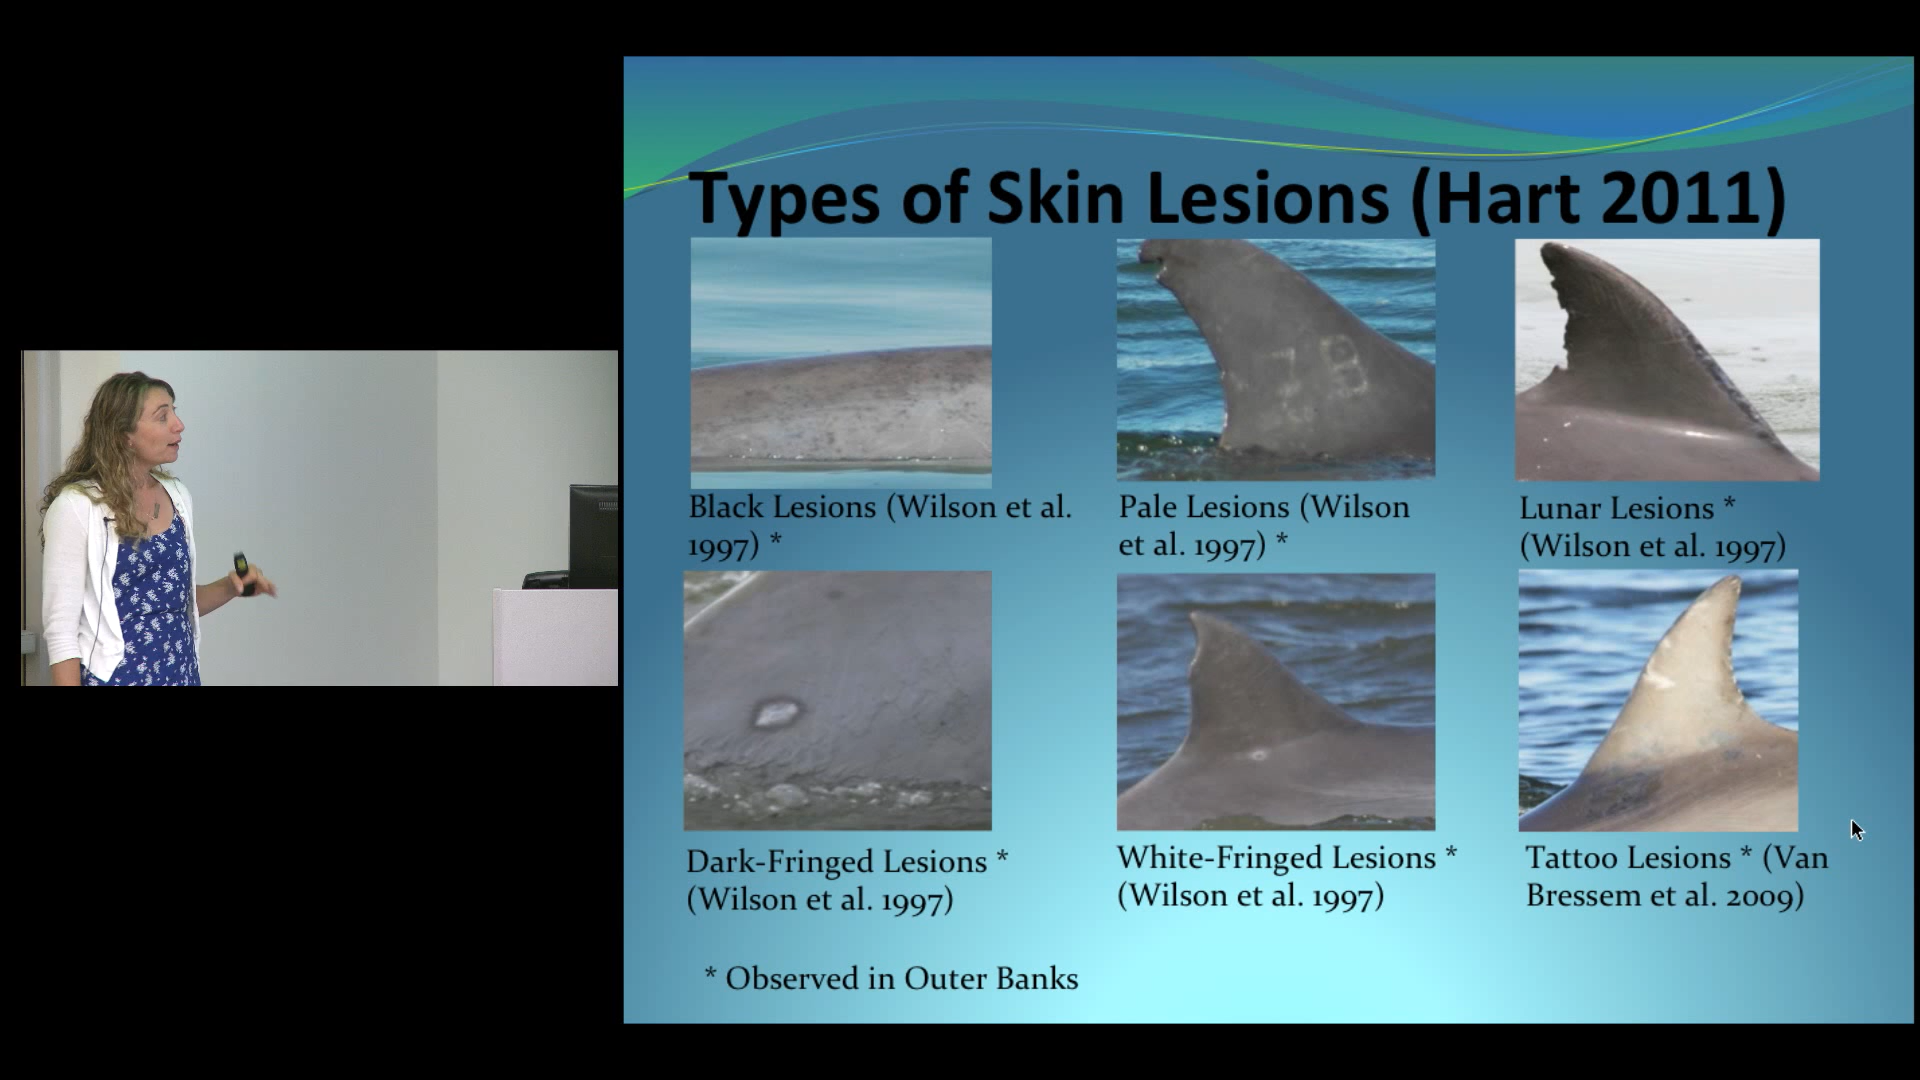 Types of Skin Lesions (Hart 2011)
Black Lesions (Wilson et al.
1997) *
Pale Lesions (Wilson
et al. 1997) *
Lunar Lesions *
(Wilson et al. 1997)
Dark-Fringed Lesions *
(Wilson et al. 1997)
White-Fringed Lesions *
(Wilson et al. 1997)
Tattoo Lesions * (Van
Bressem et al. 2009)
* Observed in Outer Banks